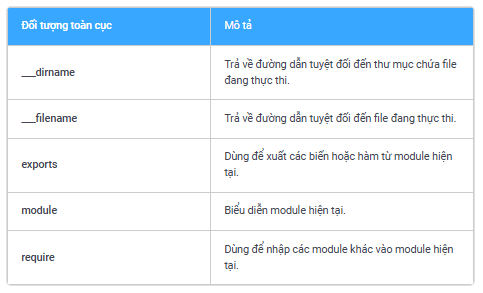 Đối tượng toàn cục
Mô tả
___dirname
Trả về đường dẫn tuyệt đối đến thư mục chứa file
đang thực thi.
___filename
Trả về đường dẫn tuyệt đối đến file đang thực thi.
exports
Dùng để xuất các biến hoặc hàm từ module hiện
tại.
module
Biểu diễn module hiện tại.
require
Dùng để nhập các module khác vào module hiện
tại.